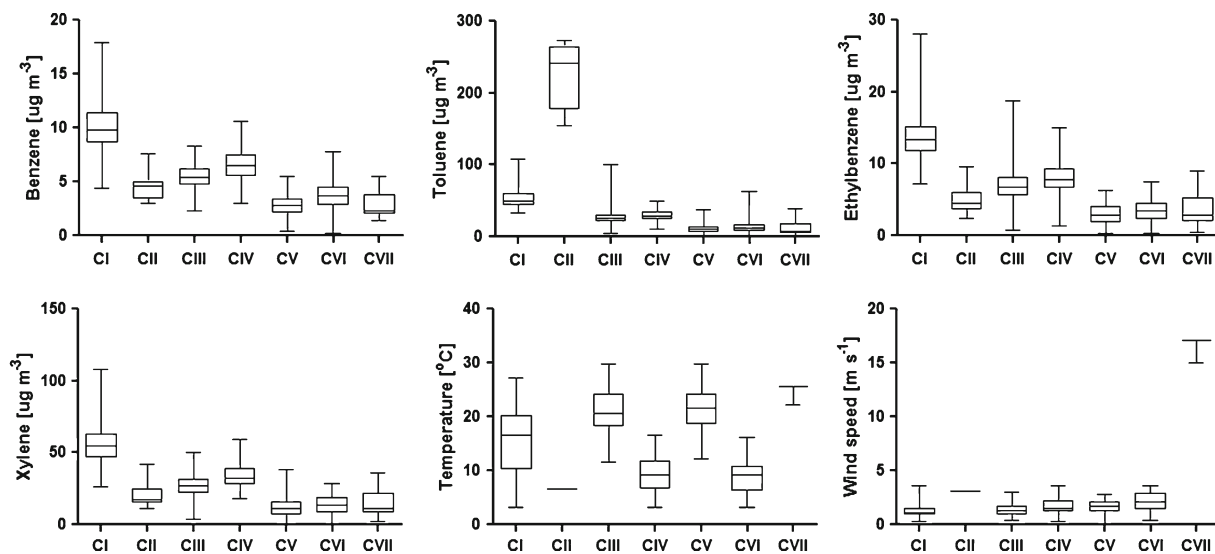 Benzene [ug m-3]
20
15
10
5
0
CI CII CIII CIV CV CVI CVII
Toluene [ug m-3]
300
200
100
50
0
CI CII CIII CIV CV CVI CVII
Ethylbenzene [ug m-3]
30
20
10
0
CI CII CIII CIV CV CVI CVII
Xylene [ug m-3]
150
100
50
0
CI CII CIII CIV CV CVI CVII
Temperature [°C]
40
30
20
10
0
CI CII CIII CIV CV CVI CVII
Wind speed [m s-1]
20
15
10
5
0
CI CII CIII CIV CV CVI CVII